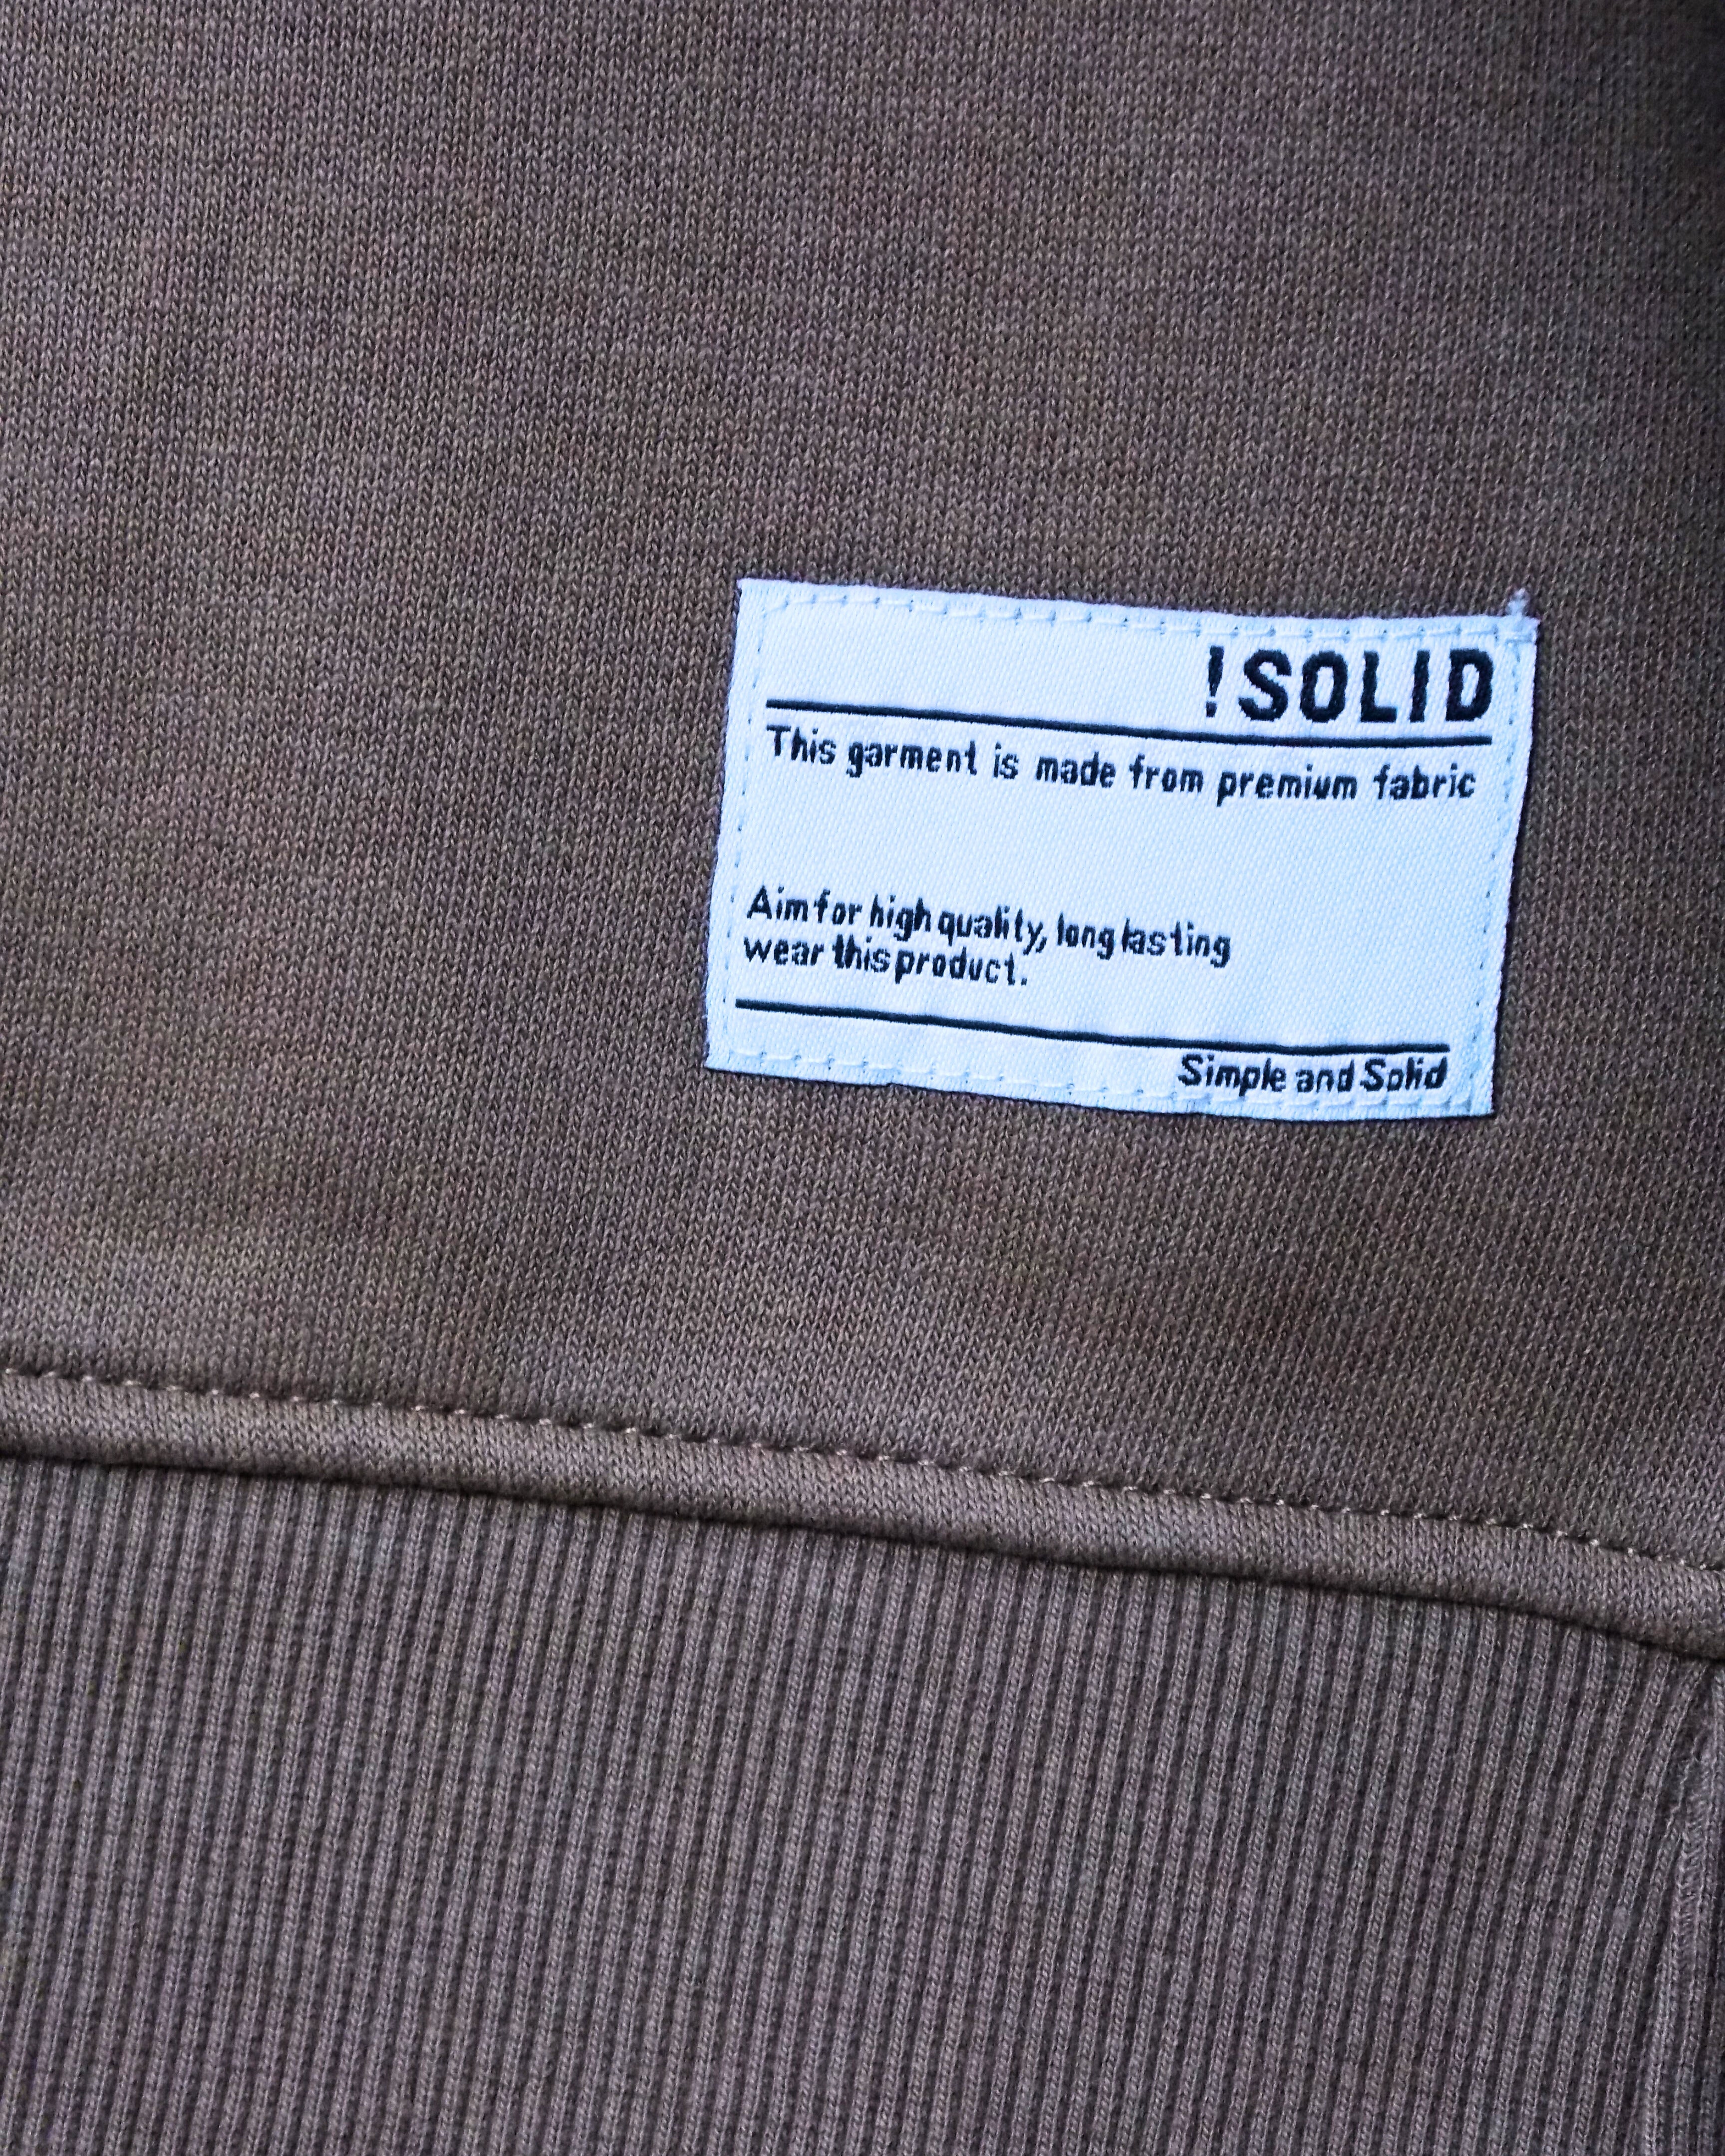 !SOLID
This garment is made from premium fabric
Aim for high quality, long lasting
wear this product.
Simple and Solid